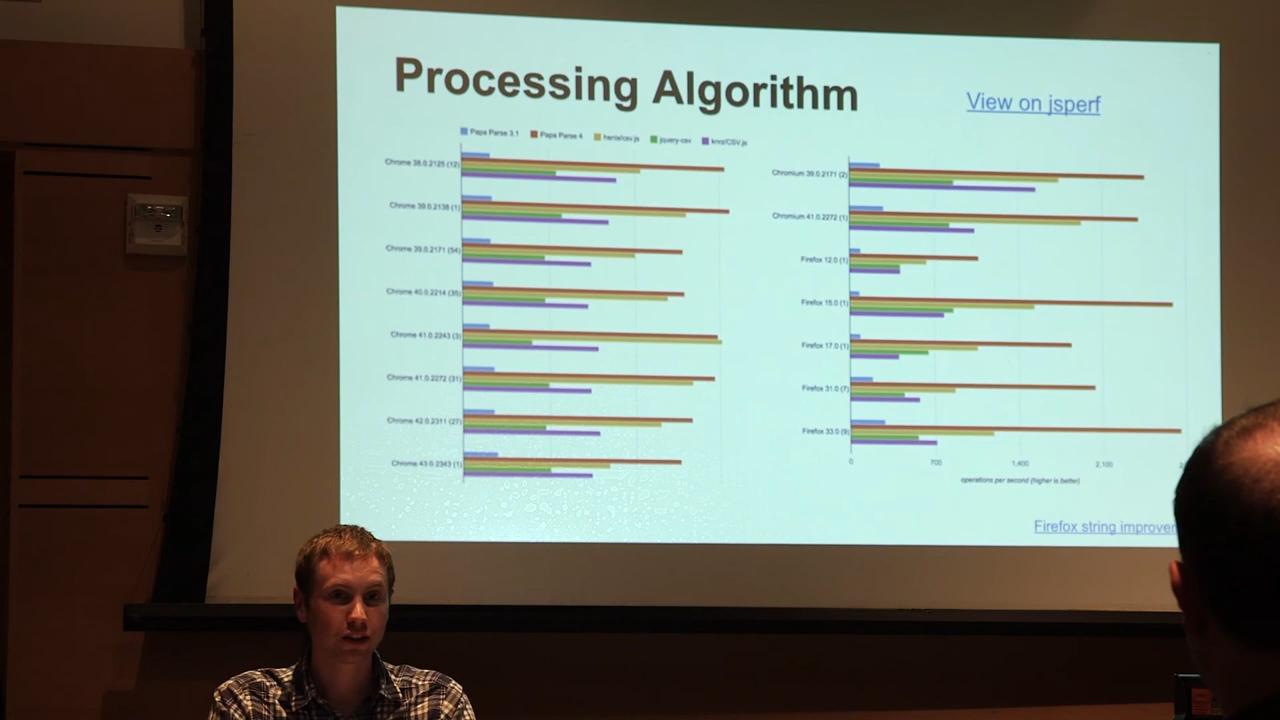 Processing Algorithm
View on jsperf
Papa Parse 3.1 Papa Parse 4 jquery-csv knrz/CSV.js
Chrome 38.0.2125 (12)
Chrome 39.0.2138 (1)
Chrome 39.0.2171 (54)
Chrome 40.0.2214 (35)
Chrome 41.0.2243 (3)
Chrome 41.0.2272 (31)
Chrome 42.0.2311 (27)
Chrome 43.0.2343 (1)
Chromium 39.0.2171 (2)
Chromium 41.0.2272 (1)
Firefox 12.0 (1)
Firefox 15.0 (1)
Firefox 17.0 (1)
Firefox 31.0 (7)
Firefox 33.0 (9)
0 700 1,400 2,100
operations per second (higher is better)
Firefox string